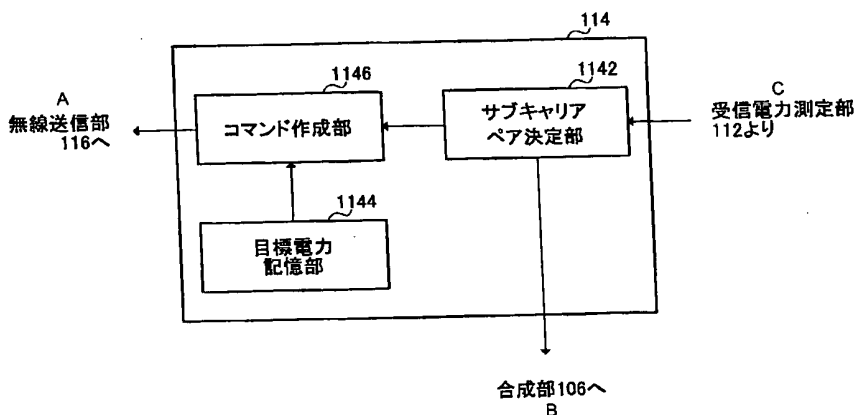 114
1146
1142
A
無線送信部
116へ
コマンド作成部
サブキャリア
ペア決定部
C
受信電力測定部
112より
1144
目標電力
記憶部
合成部106へ
B